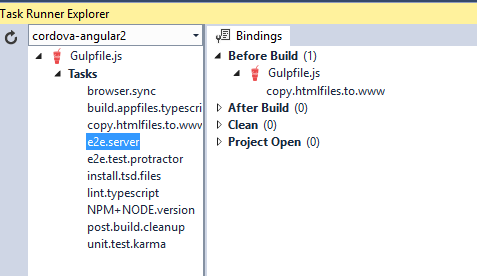 Task Runner Explorer
cordova-angular2
Gulpfile.js
Tasks
browser.sync
build.appfiles.typescri
copy.htmlfiles.to.www
e2e.server
e2e.test.protractor
install.tsd.files
lint.typescript
NPM+NODE.version
post.build.cleanup
unit.test.karma
Bindings
Before Build (1)
Gulpfile.js
copy.htmlfiles.to.www
After Build (0)
Clean (0)
Project Open (0)